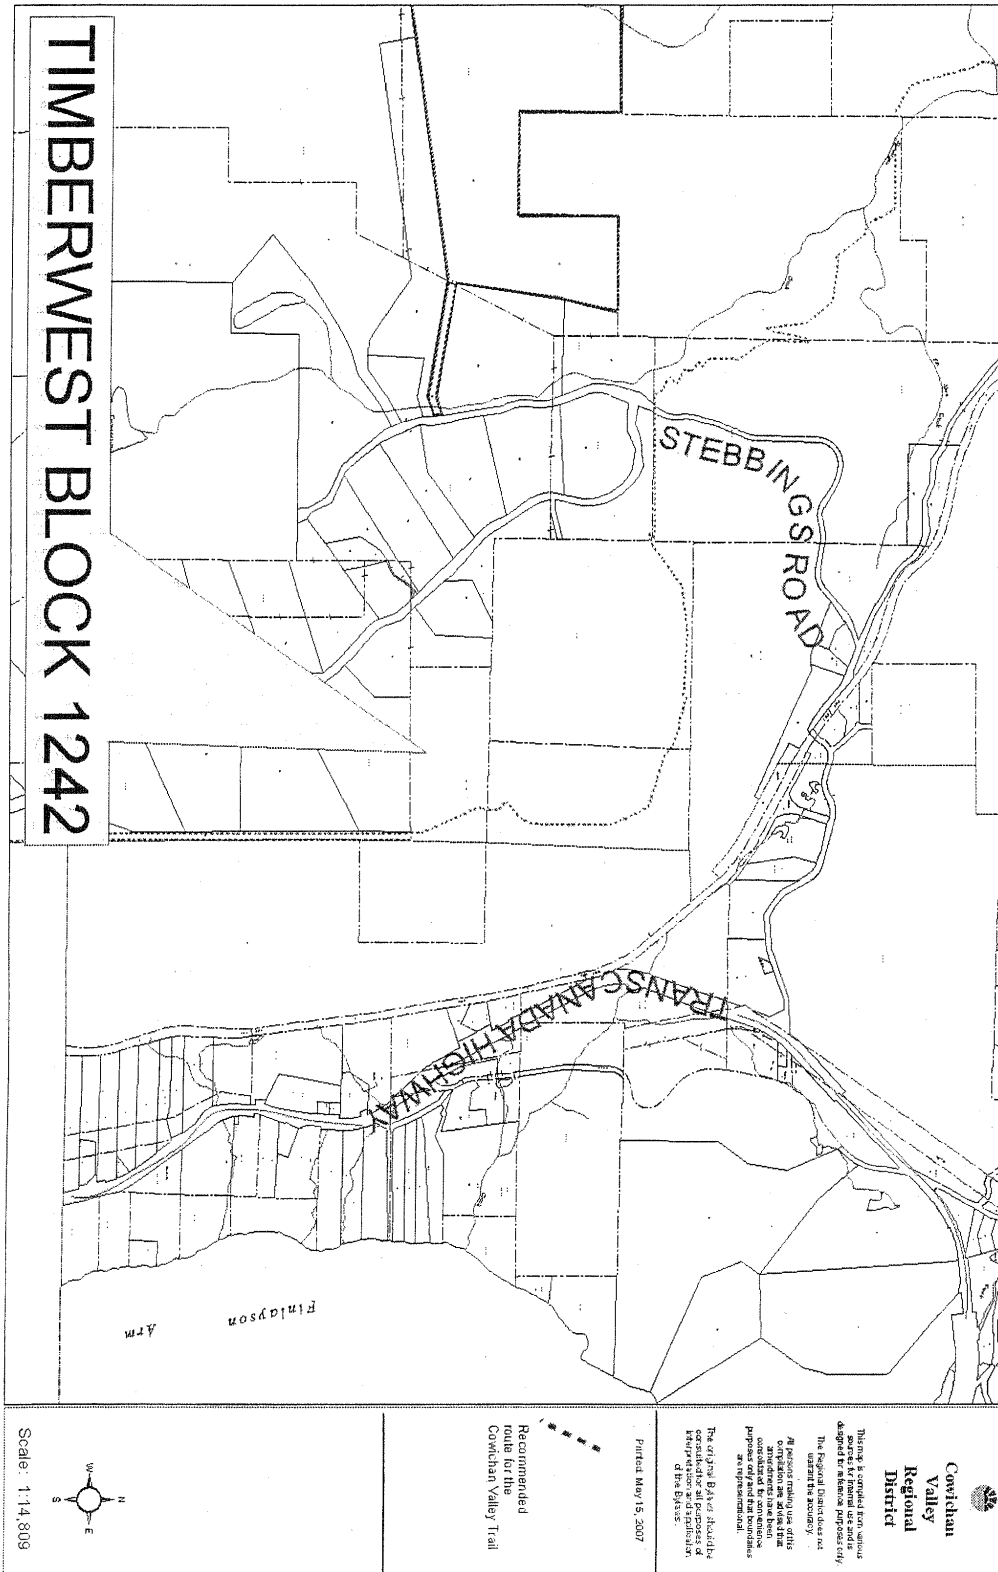 TIMBERWEST BLOCK 1242
STEBBINGS ROAD
TRANSCANADA HIGHWA
Finlayson
Arm
Cowichan
Valley
Regional
District
This map is compiled from various
sources for internal use and is
designed for reference purposes only.
The Regional District does not
warrant the accuracy.
All persons making use of this
compilation are advised that
amendments have been
consolidated for convenience
purposes only and that boundaries
are representational.
The original Bylaws should be
consulted for all purposes of
interpretation and application
of the Bylaws.
Printed: May 15, 2007
Recommended
route for the
Cowichan Valley Trail
N
W
E
S
Scale: 1:14,809